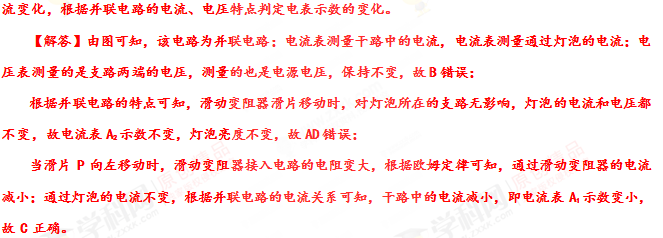 流变化，根据并联电路的电流、电压特点判定电表示数的变化。
【解答】由图可知，该电路为并联电路；电流表测量干路中的电流，电流表测量通过灯泡的电流；电
压表测量的是支路两端的电压，测量的也是电源电压，保持不变，故 B 错误；
根据并联电路的特点可知，滑动变阻器滑片移动时，对灯泡所在的支路无影响，灯泡的电流和电压都
不变，故电流表 A₂示数不变，灯泡亮度不变，故 AD 错误；
当滑片 P 向左移动时，滑动变阻器接入电路的电阻变大，根据欧姆定律可知，通过滑动变阻器的电流
减小；通过灯泡的电流不变，根据并联电路的电流关系可知，干路中的电流减小，即电流表 A₁示数变小，
故 C 正确。